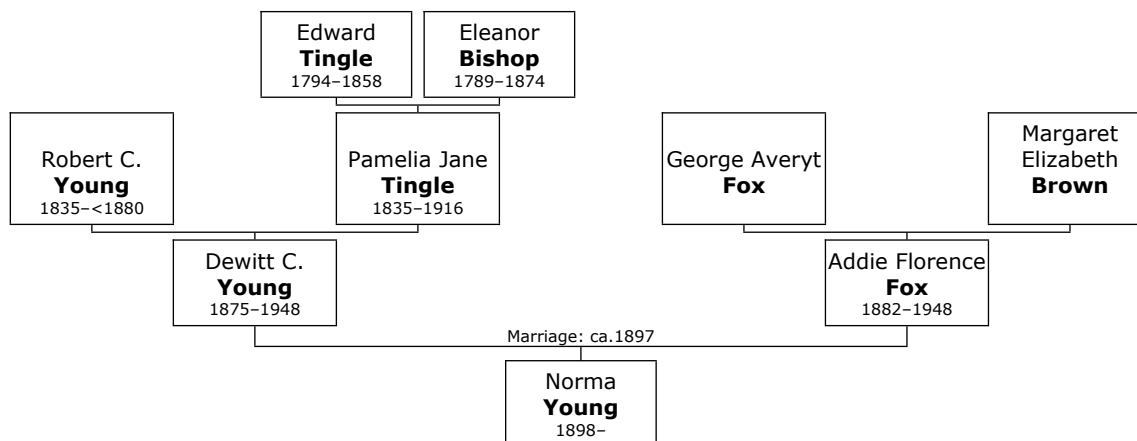 Edward
Tingle
1794–1858
Eleanor
Bishop
1789–1874
Robert C.
Young
1835–<1880
Pamelia Jane
Tingle
1835–1916
George Averyt
Fox
Margaret
Elizabeth
Brown
Dewitt C.
Young
1875–1948
Addie Florence
Fox
1882–1948
Marriage: ca.1897
Norma
Young
1898–